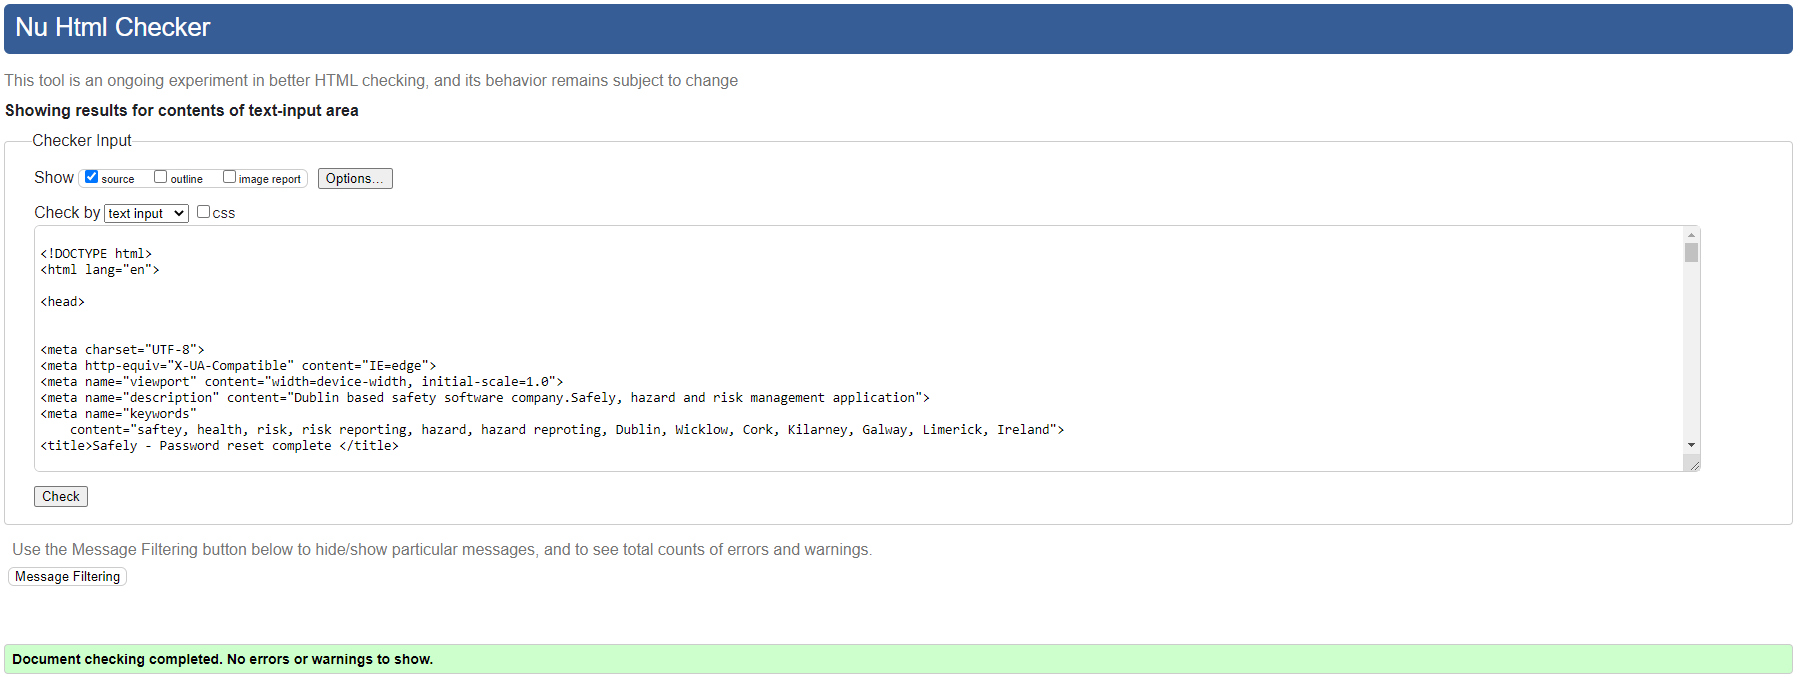 Nu Html Checker
This tool is an ongoing experiment in better HTML checking, and its behavior remains subject to change
Showing results for contents of text-input area
Checker Input
Show source outline image report Options...
Check by text input css
<!DOCTYPE html>
<html lang="en">
<head>
<meta charset="UTF-8">
<meta http-equiv="X-UA-Compatible" content="IE=edge">
<meta name="viewport" content="width=device-width, initial-scale=1.0">
<meta name="description" content="Dublin based safety software company.Safely, hazard and risk management application">
<meta name="keywords"
content="saftey, health, risk, risk reporting, hazard, hazard reproting, Dublin, Wicklow, Cork, Kilarney, Galway, Limerick, Ireland">
<title>Safely - Password reset complete </title>
Check
Use the Message Filtering button below to hide/show particular messages, and to see total counts of errors and warnings.
Message Filtering
Document checking completed. No errors or warnings to show.